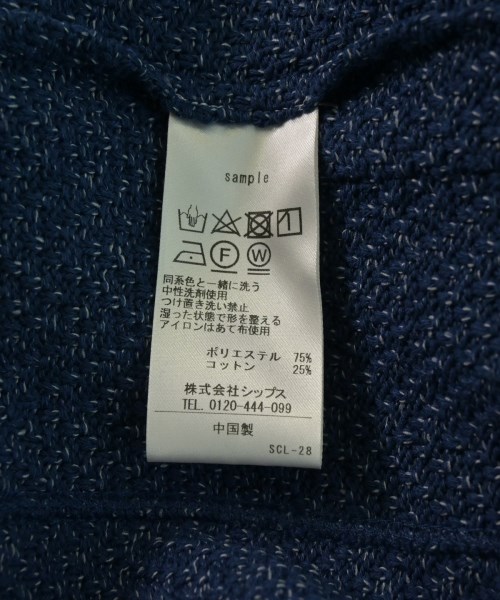 sample
F W
同系色と一緒に洗う
中性洗剤使用
つけ置き洗い禁止
湿った状態で形を整える
アイロンはあて布使用
ポリエステル 75%
コットン 25%
株式会社シップス
TEL. 0120-444-099
中国製
SCL-28